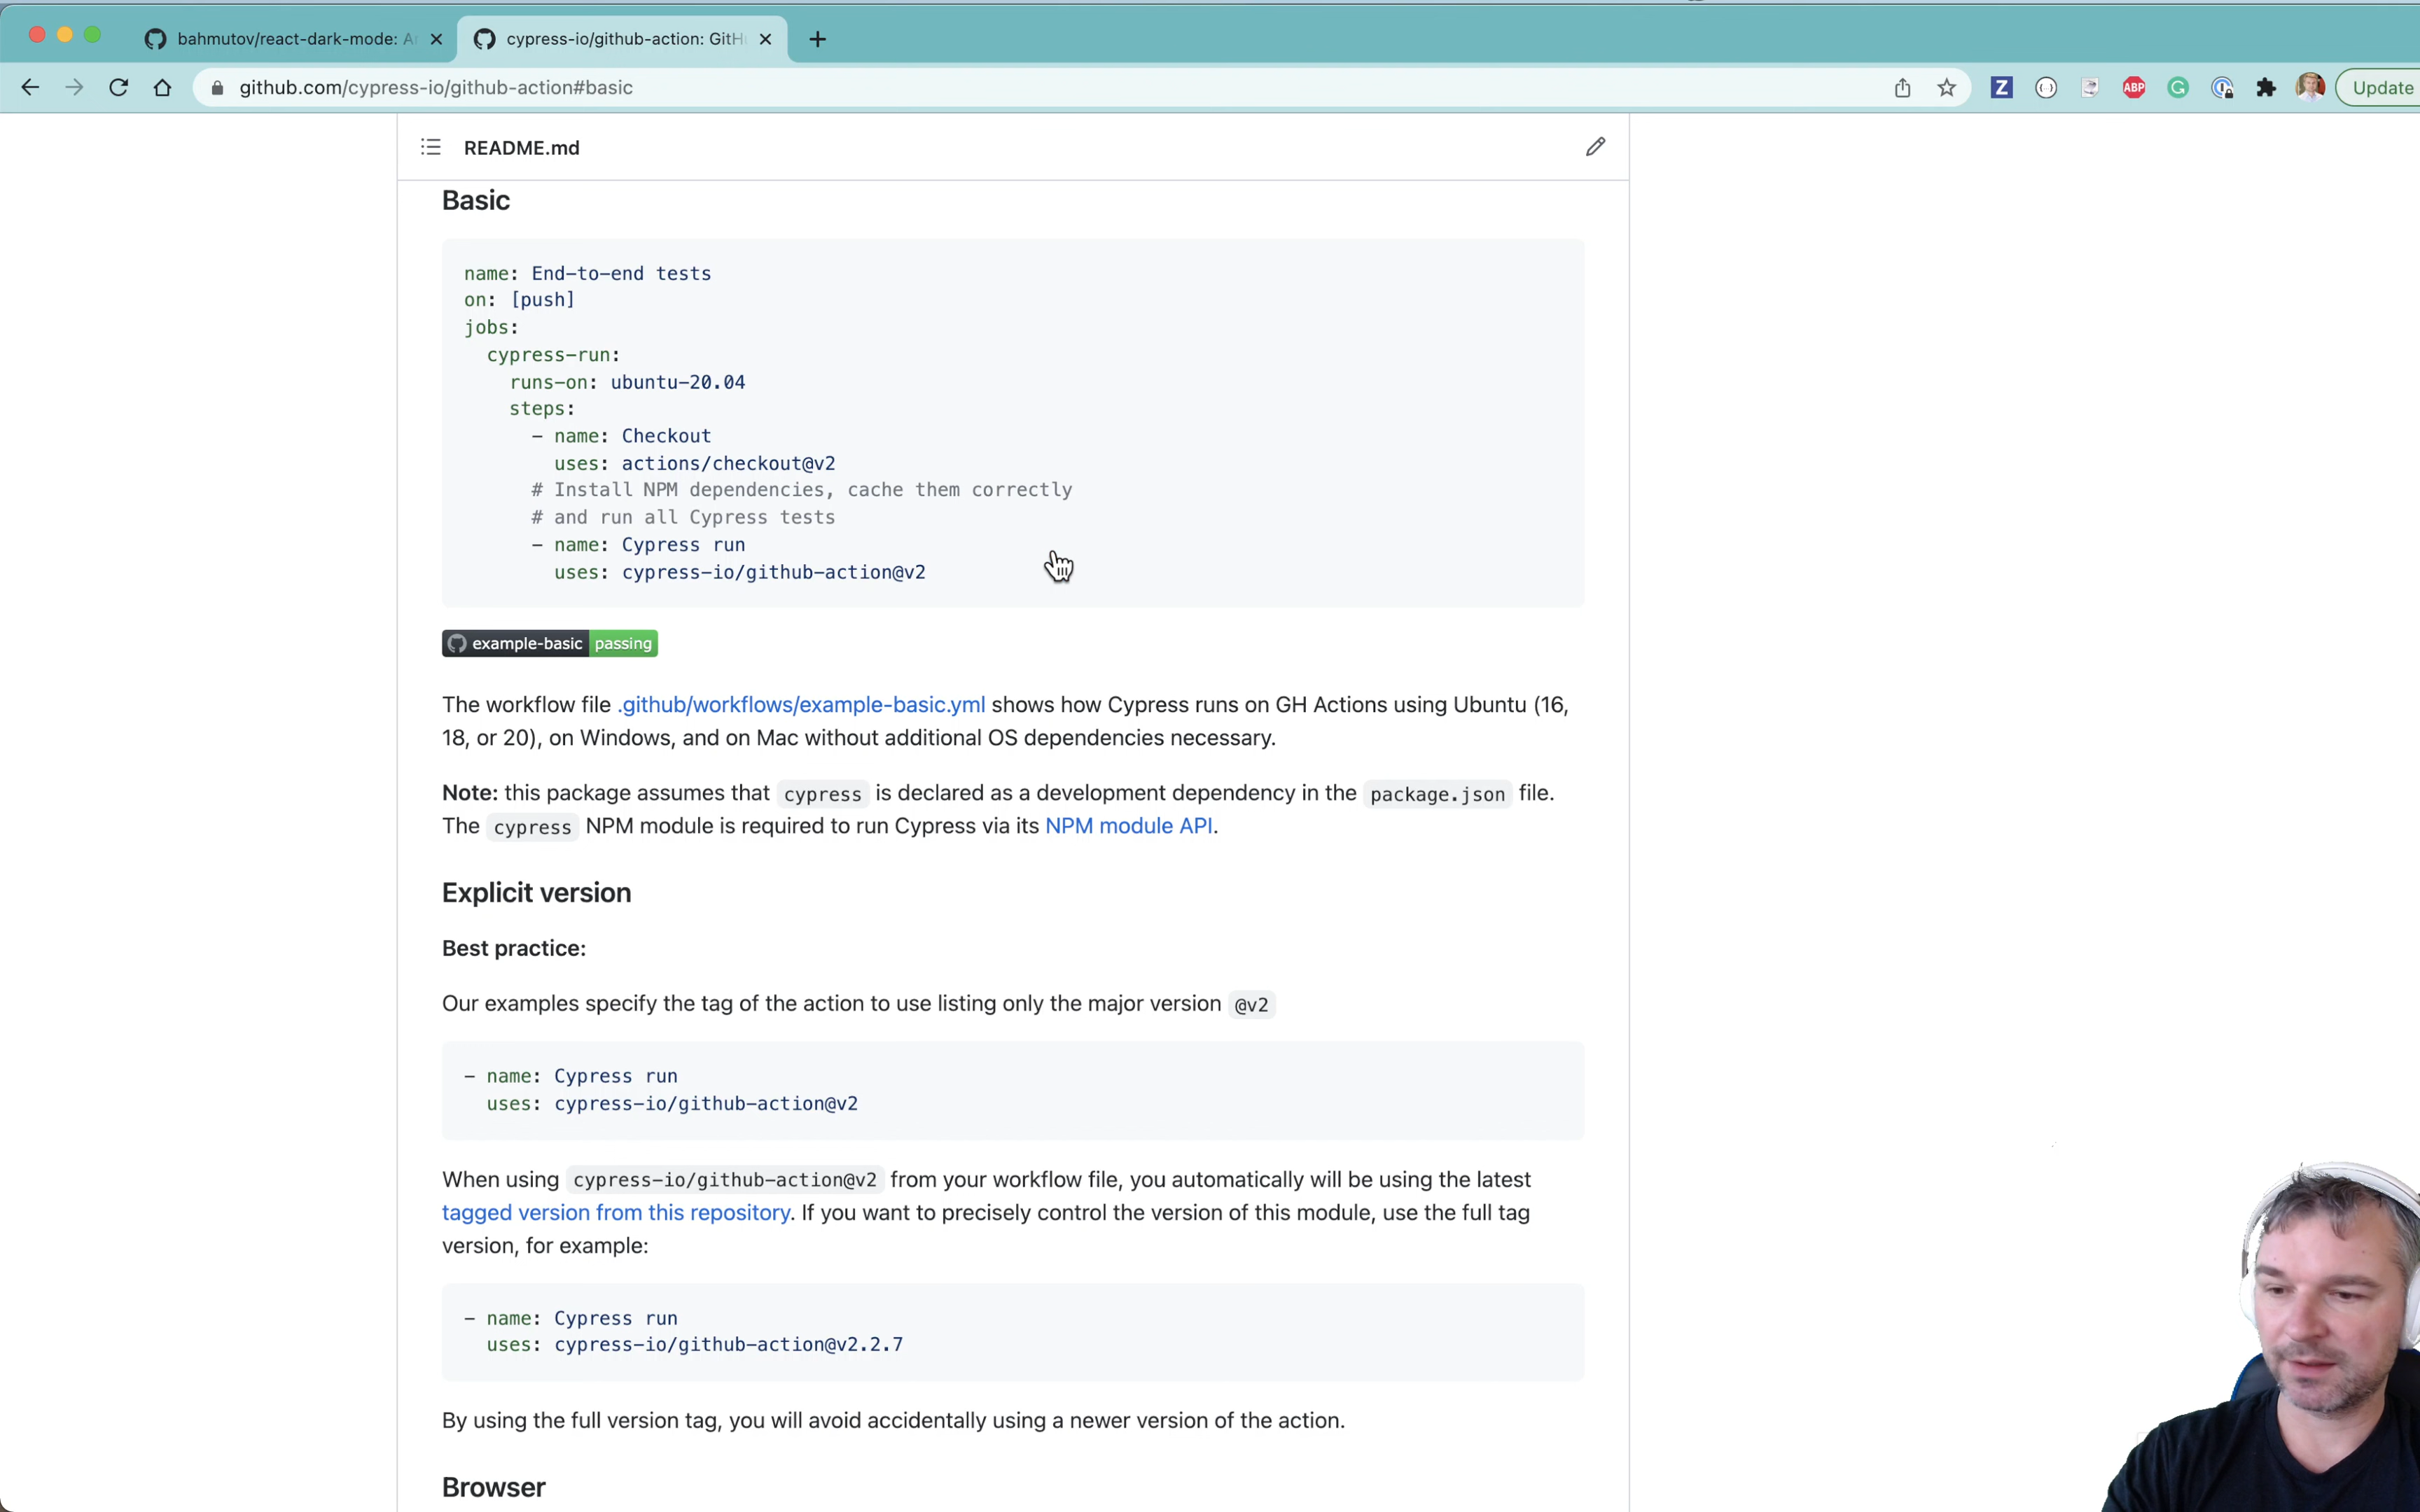 bahmutov/react-dark-mode: A
cypress-io/github-action: GitH
github.com/cypress-io/github-action#basic
Z
ABP
G
Update
README.md
Basic
name: End-to-end tests
on: [push]
jobs:
cypress-run:
runs-on: ubuntu-20.04
steps:
- name: Checkout
uses: actions/checkout@v2
# Install NPM dependencies, cache them correctly
# and run all Cypress tests
- name: Cypress run
uses: cypress-io/github-action@v2
example-basic passing
The workflow file .github/workflows/example-basic.yml shows how Cypress runs on GH Actions using Ubuntu (16,
18, or 20), on Windows, and on Mac without additional OS dependencies necessary.
Note: this package assumes that cypress is declared as a development dependency in the package.json file.
The cypress NPM module is required to run Cypress via its NPM module API.
Explicit version
Best practice:
Our examples specify the tag of the action to use listing only the major version @v2
- name: Cypress run
uses: cypress-io/github-action@v2
When using cypress-io/github-action@v2 from your workflow file, you automatically will be using the latest
tagged version from this repository. If you want to precisely control the version of this module, use the full tag
version, for example:
- name: Cypress run
uses: cypress-io/github-action@v2.2.7
By using the full version tag, you will avoid accidentally using a newer version of the action.
Browser